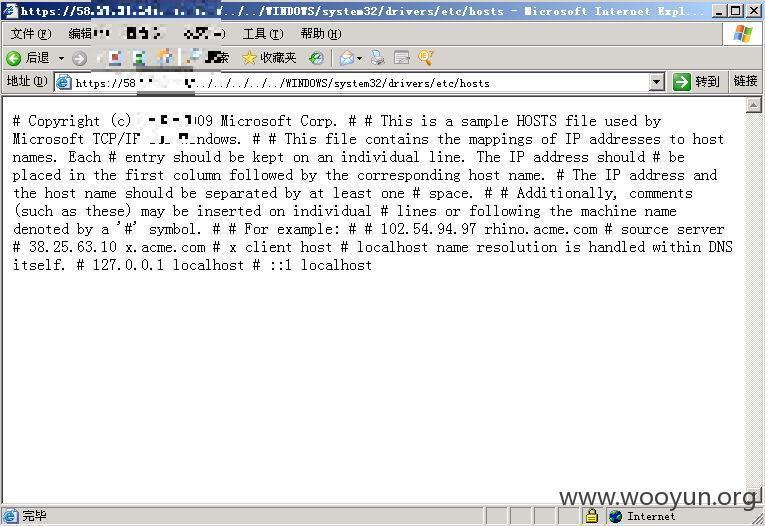 https://58. /../../WINDOWS/system32/drivers/etc/hosts - Microsoft Internet Expl...
文件(F) 编辑 工具(T) 帮助(H)
后退 索 收藏夹
地址(D) https://58 /../../../../WINDOWS/system32/drivers/etc/hosts 转到 链接
# Copyright (c) 09 Microsoft Corp. # # This is a sample HOSTS file used by
Microsoft TCP/IP ndows. # # This file contains the mappings of IP addresses to host
names. Each # entry should be kept on an individual line. The IP address should # be
placed in the first column followed by the corresponding host name. # The IP address and
the host name should be separated by at least one # space. # # Additionally, comments
(such as these) may be inserted on individual # lines or following the machine name
denoted by a '#' symbol. # # For example: # # 102.54.94.97 rhino.acme.com # source server
# 38.25.63.10 x.acme.com # x client host # localhost name resolution is handled within DNS
itself. # 127.0.0.1 localhost # ::1 localhost
www.wooyun.org
完毕 Internet